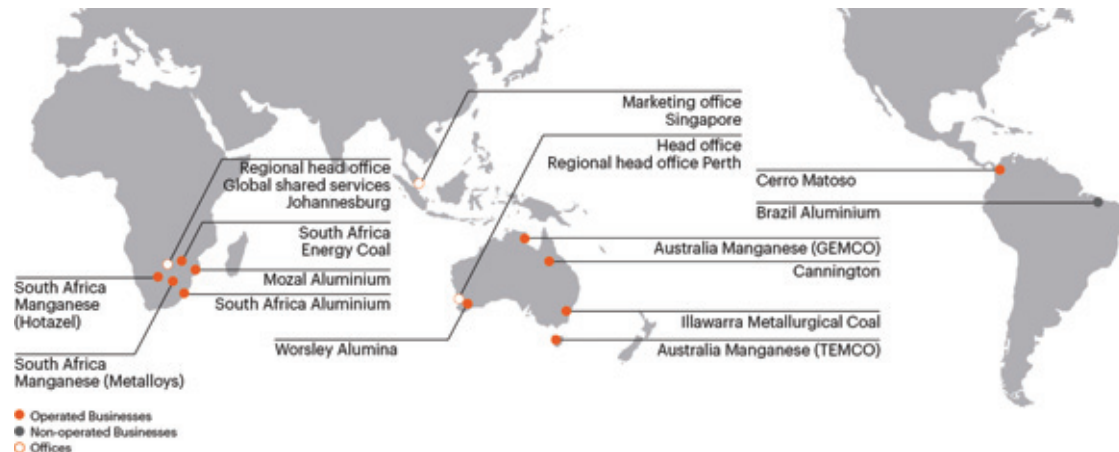 Marketing office
Singapore
Head office
Regional head office Perth
Regional head office
Global shared services
Johannesburg
Cerro Matoso
Brazil Aluminium
South Africa
Energy Coal
Australia Manganese (GEMCO)
Mozal Aluminium
Cannington
South Africa
Manganese
(Hotazel)
South Africa Aluminium
Illawarra Metallurgical Coal
Worsley Alumina
Australia Manganese (TEMCO)
South Africa
Manganese (Metalloys)
Operated Businesses
Non-operated Businesses
Offices